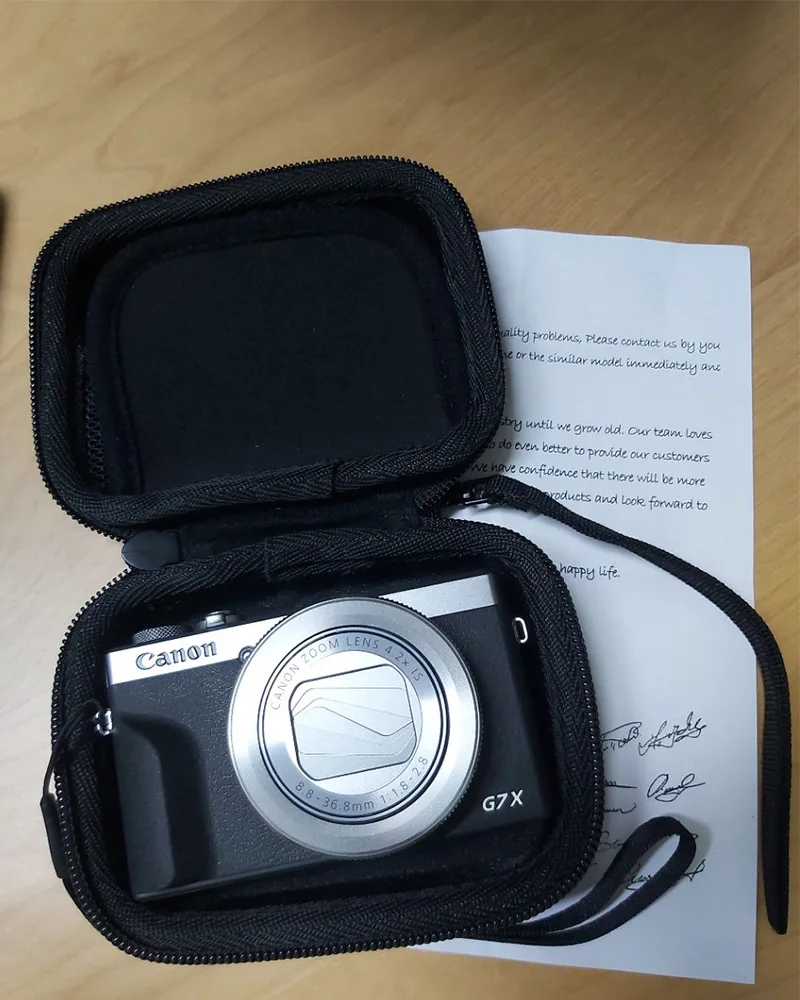 ality problems, Please contact us by you
e or the similar model immediately and
try until we grow old. Our team loves
do even better to provide our customers
we have confidence that there will be more
products and look forward to
happy life.
Canon
CANON ZOOM LENS 4.2x IS
8.8-36.8mm 1:1.8-2.8
G7X